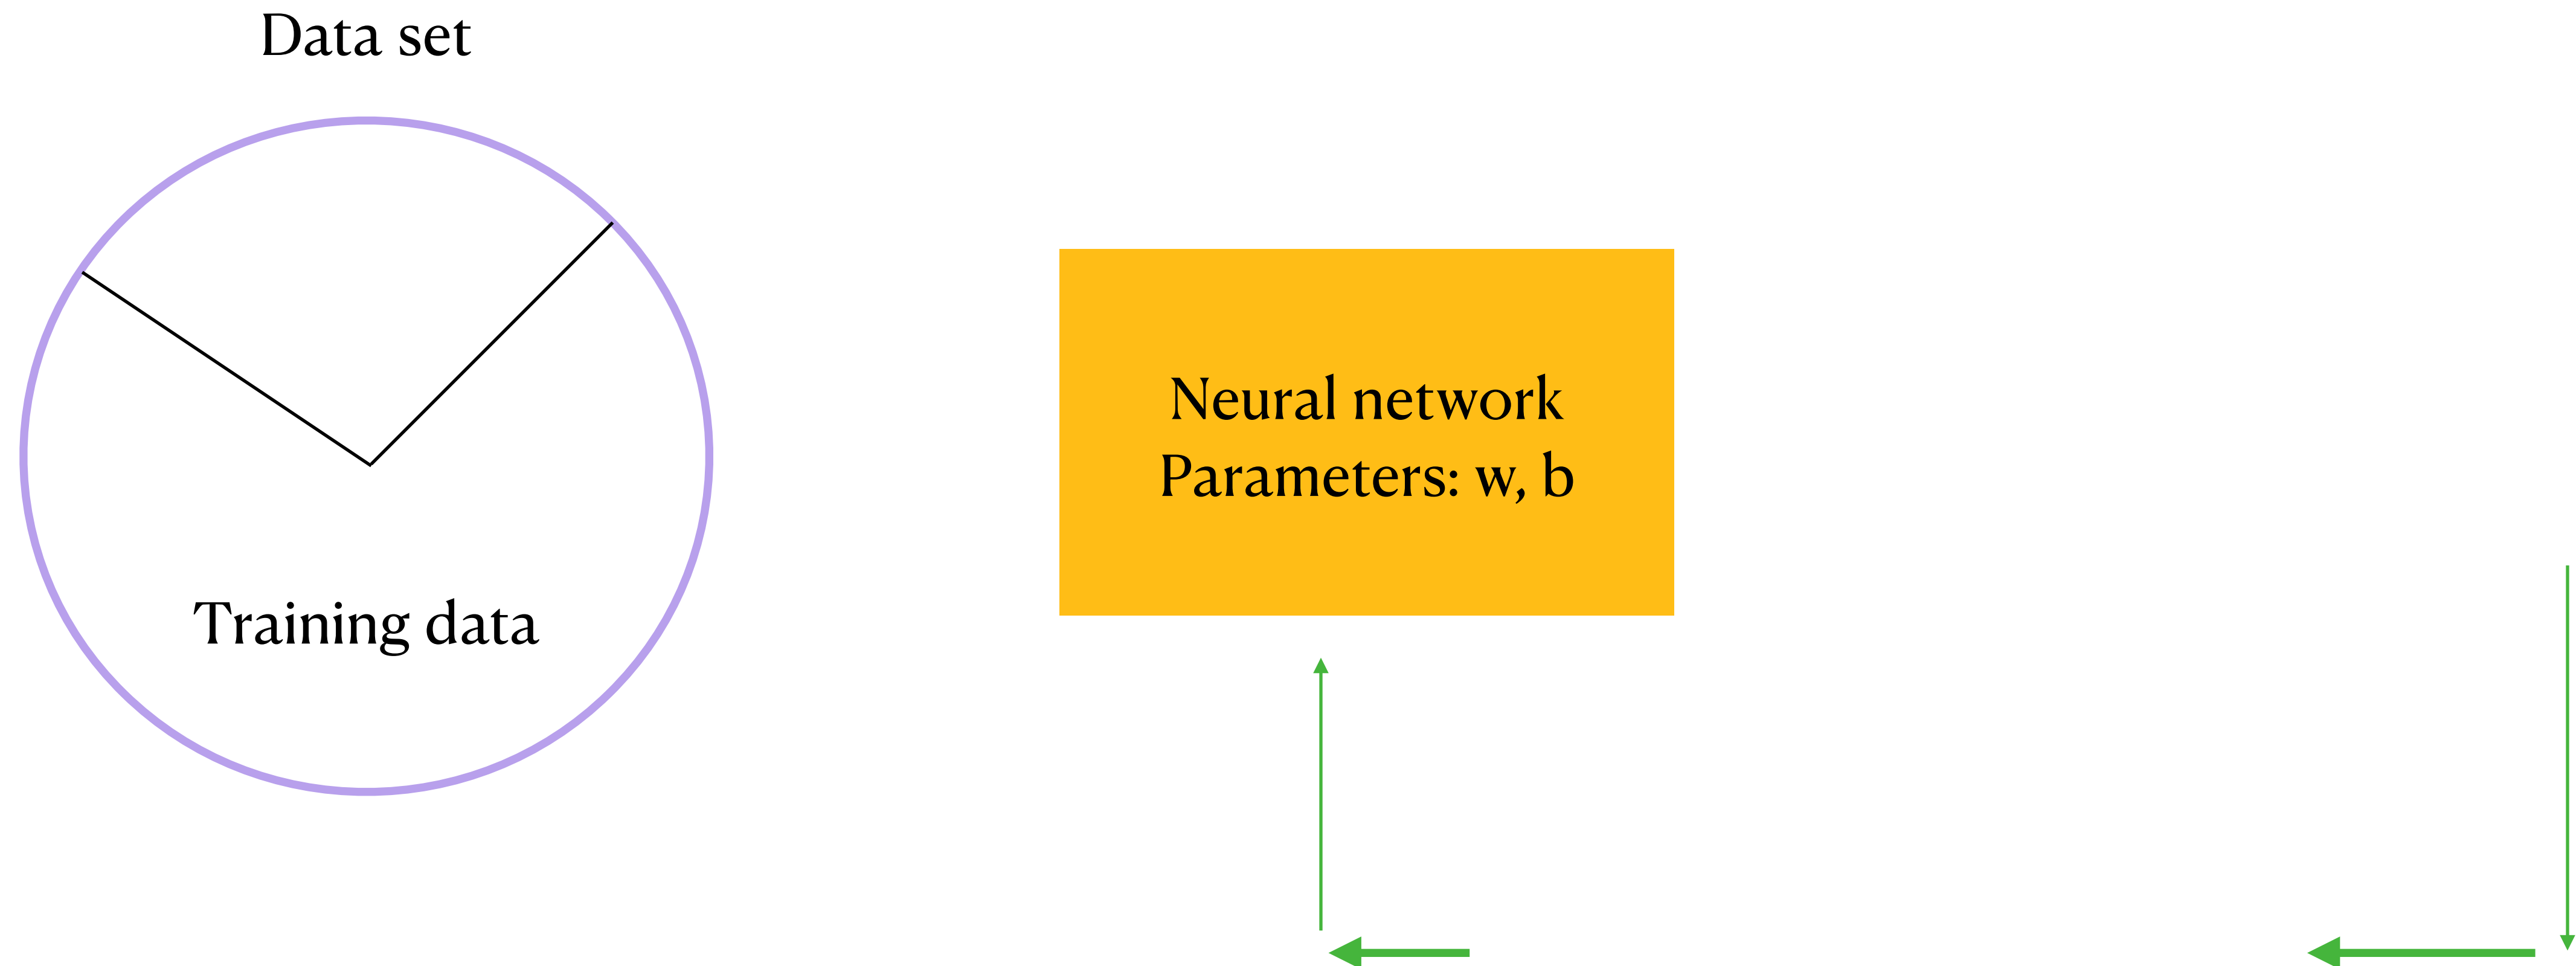 Data set
Neural network
Parameters: w, b
Training data